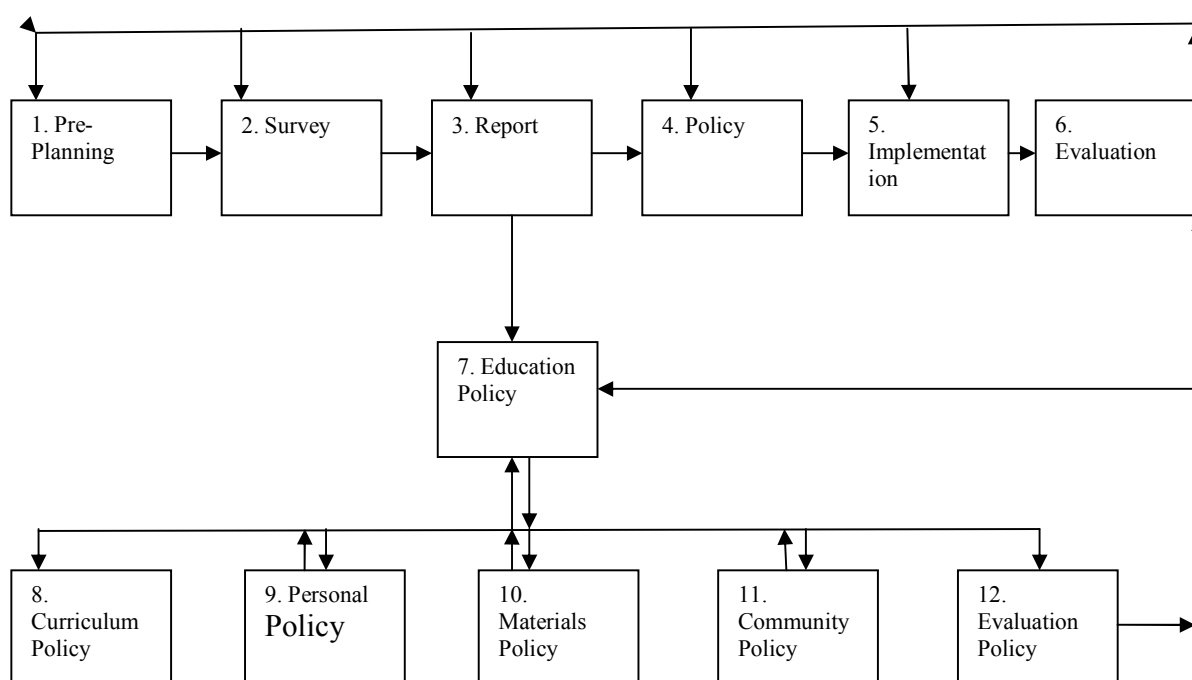 1. Pre-
Planning
2. Survey
3. Report
4. Policy
5.
Implementat
ion
6.
Evaluation
7. Education
Policy
8.
Curriculum
Policy
9. Personal
Policy
10.
Materials
Policy
11.
Community
Policy
12.
Evaluation
Policy